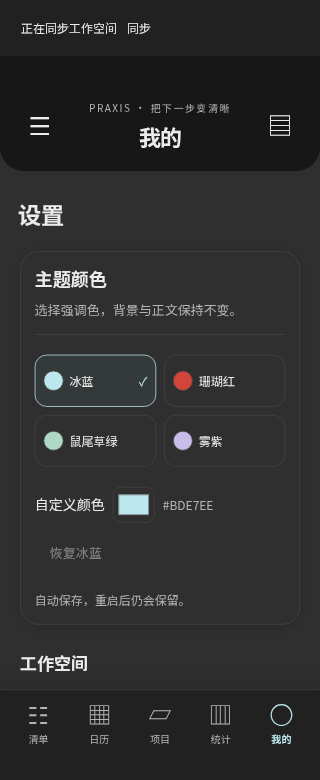 正在同步工作空间 同步
PRAXIS • 把下一步变清晰
我的
设置
主题颜色
选择强调色，背景与正文保持不变。
冰蓝 ✓
珊瑚红
鼠尾草绿
雾紫
自定义颜色 #BDE7EE
恢复冰蓝
自动保存，重启后仍会保留。
工作空间
清单 日历 项目 统计 我的